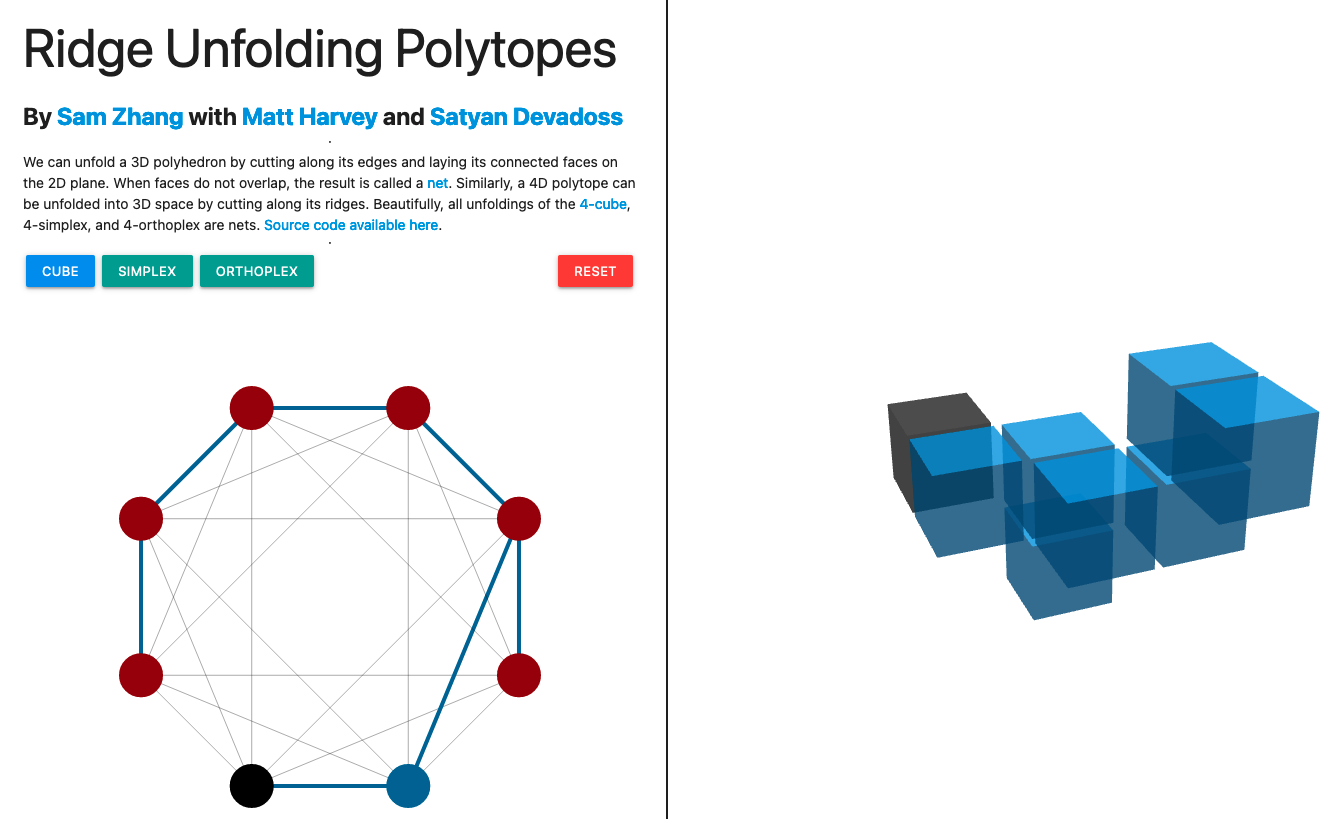 Ridge Unfolding Polytopes
By Sam Zhang with Matt Harvey and Satyan Devadoss
.
We can unfold a 3D polyhedron by cutting along its edges and laying its connected faces on
the 2D plane. When faces do not overlap, the result is called a net. Similarly, a 4D polytope can
be unfolded into 3D space by cutting along its ridges. Beautifully, all unfoldings of the 4-cube,
4-simplex, and 4-orthoplex are nets. Source code available here.
.
CUBE SIMPLEX ORTHOPLEX RESET